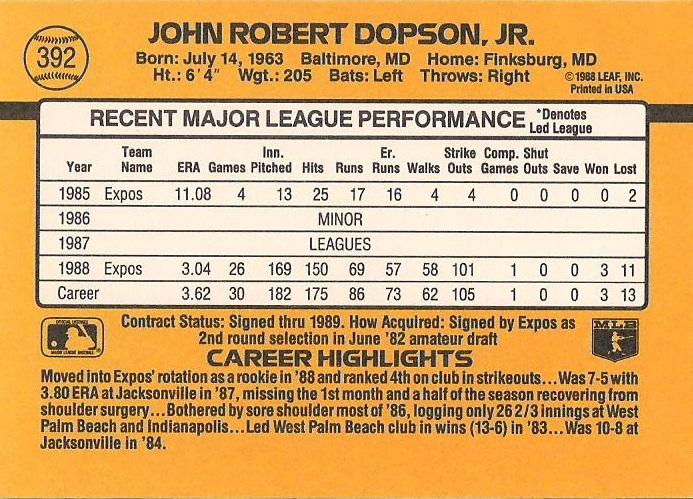 392
JOHN ROBERT DOPSON, JR.
Born: July 14, 1963 Baltimore, MD Home: Finksburg, MD
Ht.: 6'4" Wgt.: 205 Bats: Left Throws: Right
©1988 LEAF, INC.
Printed in USA
RECENT MAJOR LEAGUE PERFORMANCE *Denotes Led League
Year Team Name ERA Games Inn. Pitched Hits Runs Er. Runs Walks Strike Outs Comp. Games Shut Outs Save Won Lost
1985 Expos 11.08 4 13 25 17 16 4 4 0 0 0 0 2
1986 MINOR
1987 LEAGUES
1988 Expos 3.04 26 169 150 69 57 58 101 1 0 0 3 11
Career 3.62 30 182 175 86 73 62 105 1 0 0 3 13
Contract Status: Signed thru 1989. How Acquired: Signed by Expos as
2nd round selection in June '82 amateur draft
MLB
CAREER HIGHLIGHTS
Moved into Expos' rotation as a rookie in '88 and ranked 4th on club in strikeouts...Was 7-5 with
3.80 ERA at Jacksonville in '87, missing the 1st month and a half of the season recovering from
shoulder surgery...Bothered by sore shoulder most of '86, logging only 26 2/3 innings at West
Palm Beach and Indianapolis...Led West Palm Beach club in wins (13-6) in '83...Was 10-8 at
Jacksonville in '84.